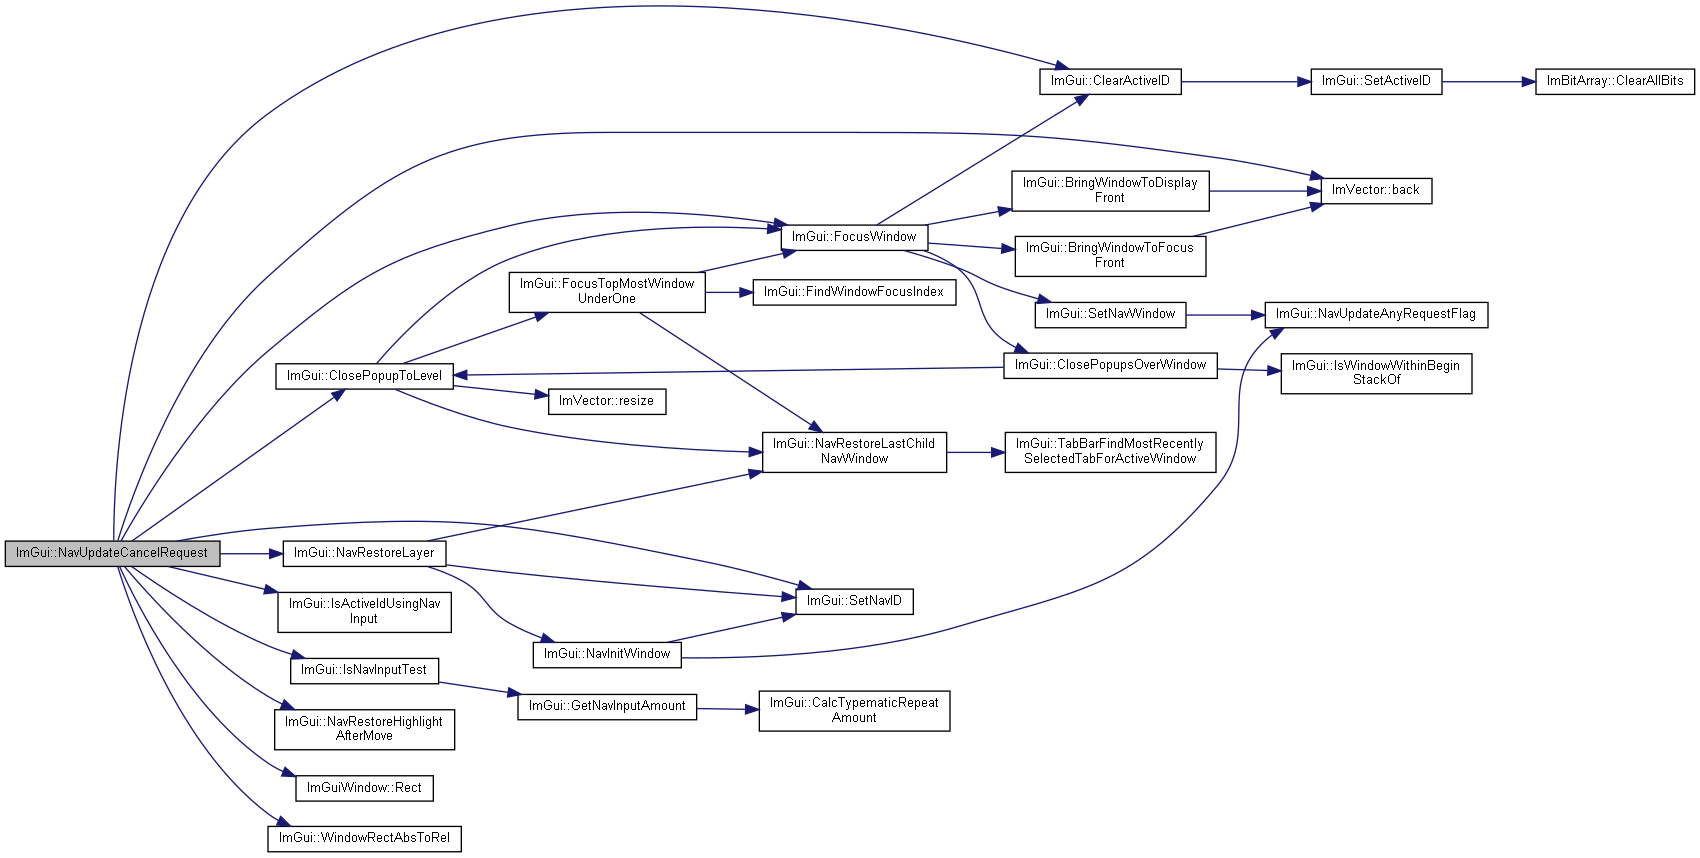 ImGui::ClearActiveID
ImGui::SetActiveID
ImBitArray::ClearAllBits
ImGui::BringWindowToDisplay
Front
ImVector::back
ImGui::FocusWindow
ImGui::BringWindowToFocus
Front
ImGui::FocusTopMostWindow
UnderOne
ImGui::FindWindowFocusIndex
ImGui::SetNavWindow
ImGui::NavUpdateAnyRequestFlag
ImGui::ClosePopupToLevel
ImGui::ClosePopupsOverWindow
ImGui::IsWindowWithinBegin
StackOf
ImVector::resize
ImGui::NavRestoreLastChild
NavWindow
ImGui::TabBarFindMostRecently
SelectedTabForActiveWindow
ImGui::NavUpdateCancelRequest
ImGui::NavRestoreLayer
ImGui::IsActiveIdUsingNav
Input
ImGui::SetNavID
ImGui::NavInitWindow
ImGui::IsNavInputTest
ImGui::GetNavInputAmount
ImGui::CalcTypematicRepeat
Amount
ImGui::NavRestoreHighlight
AfterMove
ImGuiWindow::Rect
ImGui::WindowRectAbsToRel